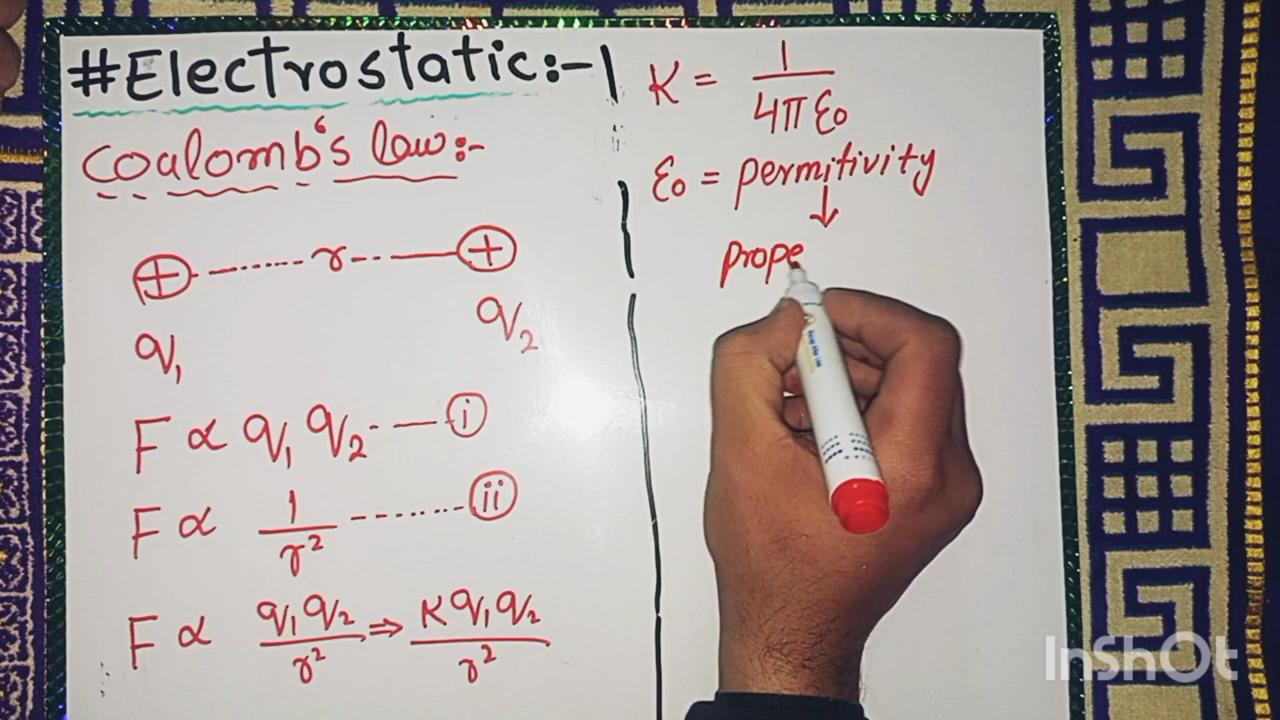 #Electrostatic:-1
Coulomb's law:-
⊕-----r-----⊕
q₁
q₂
F ∝ q₁ q₂ --- (i)
F ∝ 1/r² ------- (ii)
F ∝ q₁q₂/r² ⇒ Kq₁q₂/r²
K = 1/4πε₀
ε₀ = permitivity
↓
prope
InShOt